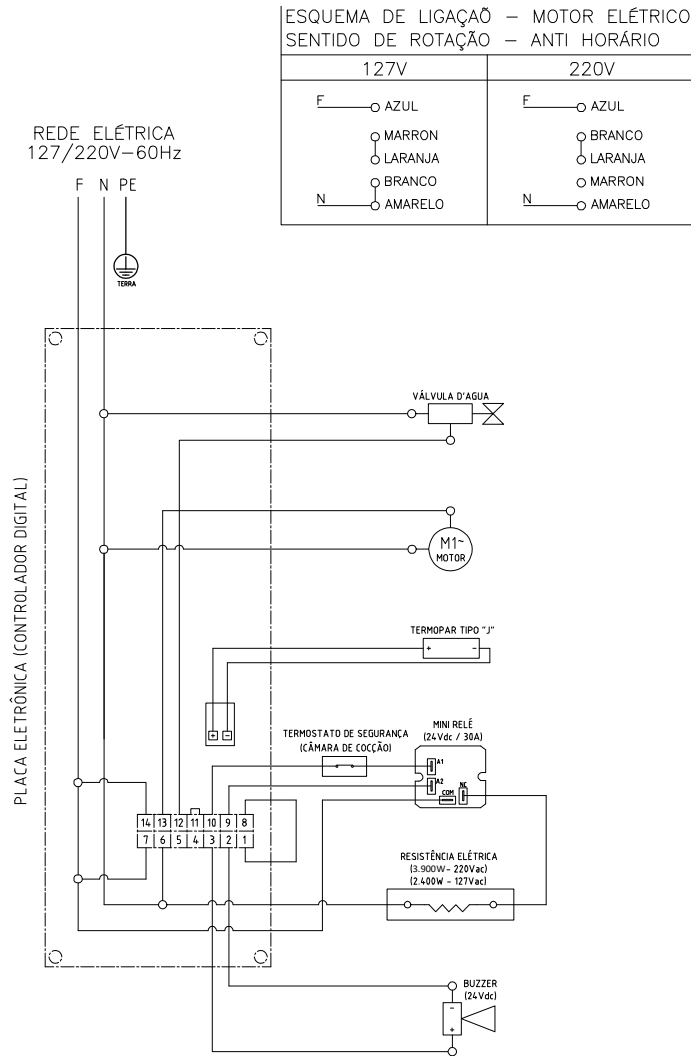 ESQUEMA DE LIGAÇAÕ – MOTOR ELÉTRICO
SENTIDO DE ROTAÇÃO – ANTI HORÁRIO
127V
220V
F
AZUL
MARRON
LARANJA
BRANCO
N
AMARELO
F
AZUL
BRANCO
LARANJA
MARRON
N
AMARELO
REDE ELÉTRICA
127/220V–60Hz
F N PE
TERRA
PLACA ELETRÔNICA (CONTROLADOR DIGITAL)
VÁLVULA D'AGUA
M1~
MOTOR
TERMOPAR TIPO "J"
+ -
+ -
TERMOSTATO DE SEGURANÇA
(CÂMARA DE COCÇÃO)
MINI RELÉ
(24Vdc / 30A)
A1
A2
COM
NC
14 13 12 11 10 9 8
7 6 5 4 3 2 1
RESISTÊNCIA ELÉTRICA
(3.900W - 220Vac)
(2.400W - 127Vac)
BUZZER
(24Vdc)
-
+